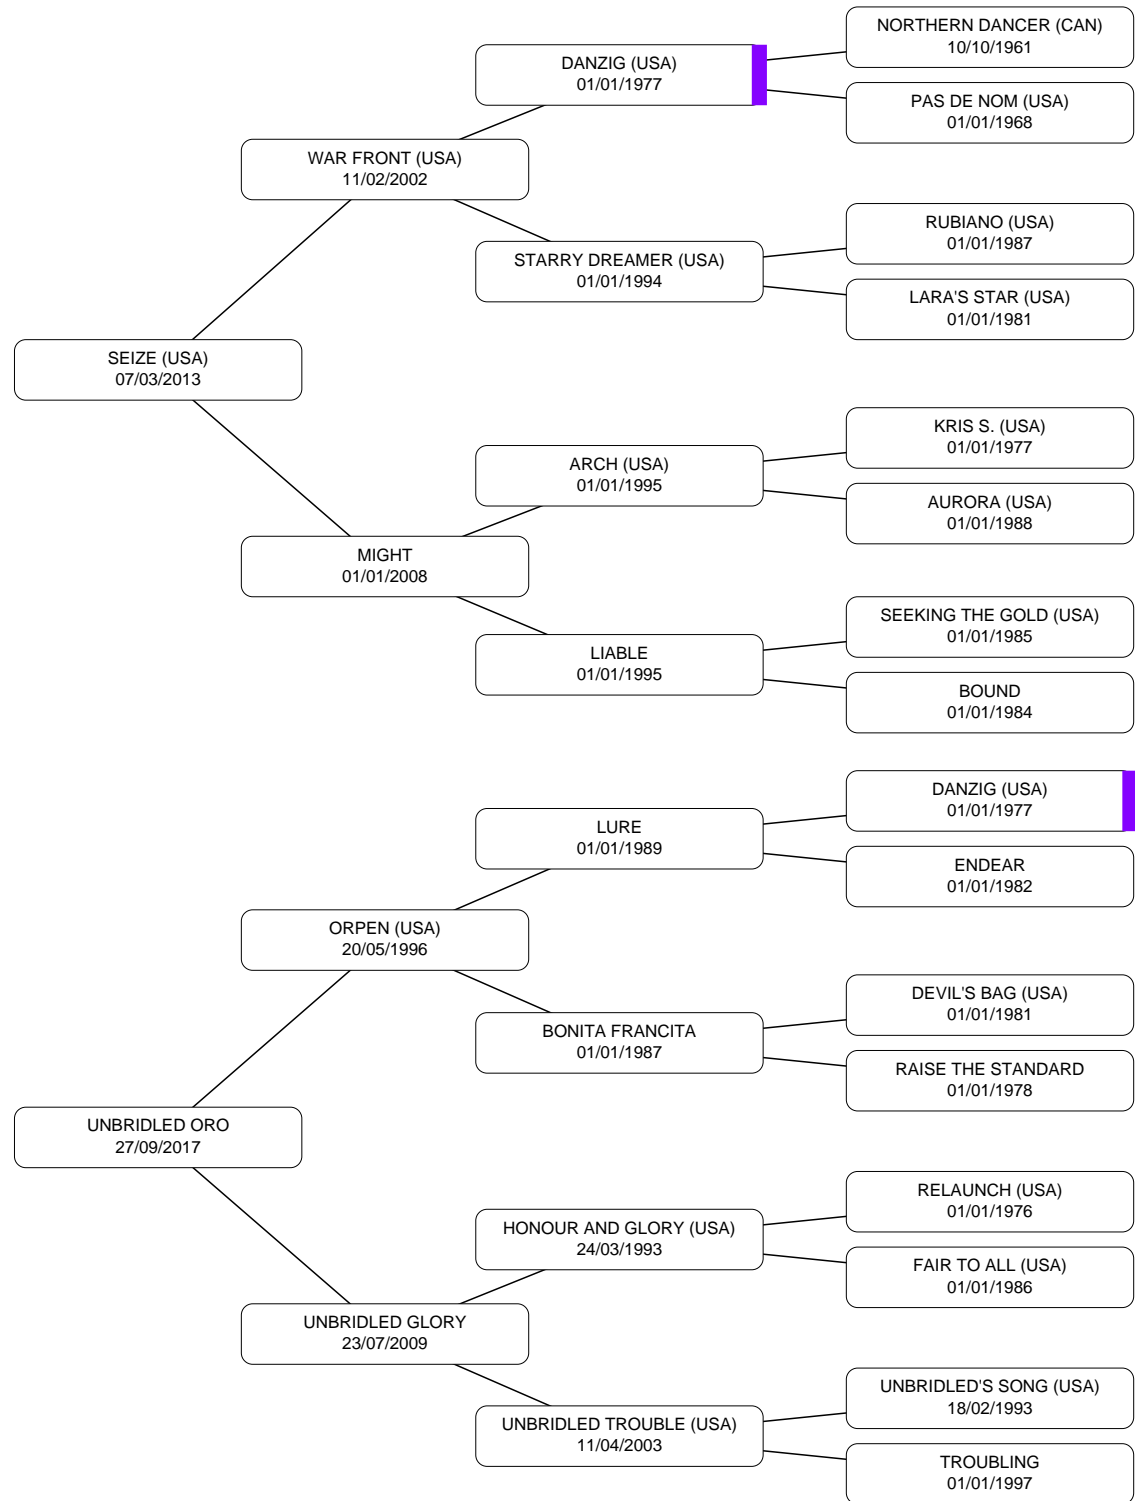 NORTHERN DANCER (CAN)
10/10/1961
DANZIG (USA)
01/01/1977
PAS DE NOM (USA)
01/01/1968
WAR FRONT (USA)
11/02/2002
RUBIANO (USA)
01/01/1987
STARRY DREAMER (USA)
01/01/1994
LARA'S STAR (USA)
01/01/1981
SEIZE (USA)
07/03/2013
KRIS S. (USA)
01/01/1977
ARCH (USA)
01/01/1995
AURORA (USA)
01/01/1988
MIGHT
01/01/2008
SEEKING THE GOLD (USA)
01/01/1985
LIABLE
01/01/1995
BOUND
01/01/1984
DANZIG (USA)
01/01/1977
LURE
01/01/1989
ENDEAR
01/01/1982
ORPEN (USA)
20/05/1996
DEVIL'S BAG (USA)
01/01/1981
BONITA FRANCITA
01/01/1987
RAISE THE STANDARD
01/01/1978
UNBRIDLED ORO
27/09/2017
RELAUNCH (USA)
01/01/1976
HONOUR AND GLORY (USA)
24/03/1993
FAIR TO ALL (USA)
01/01/1986
UNBRIDLED GLORY
23/07/2009
UNBRIDLED'S SONG (USA)
18/02/1993
UNBRIDLED TROUBLE (USA)
11/04/2003
TROUBLING
01/01/1997